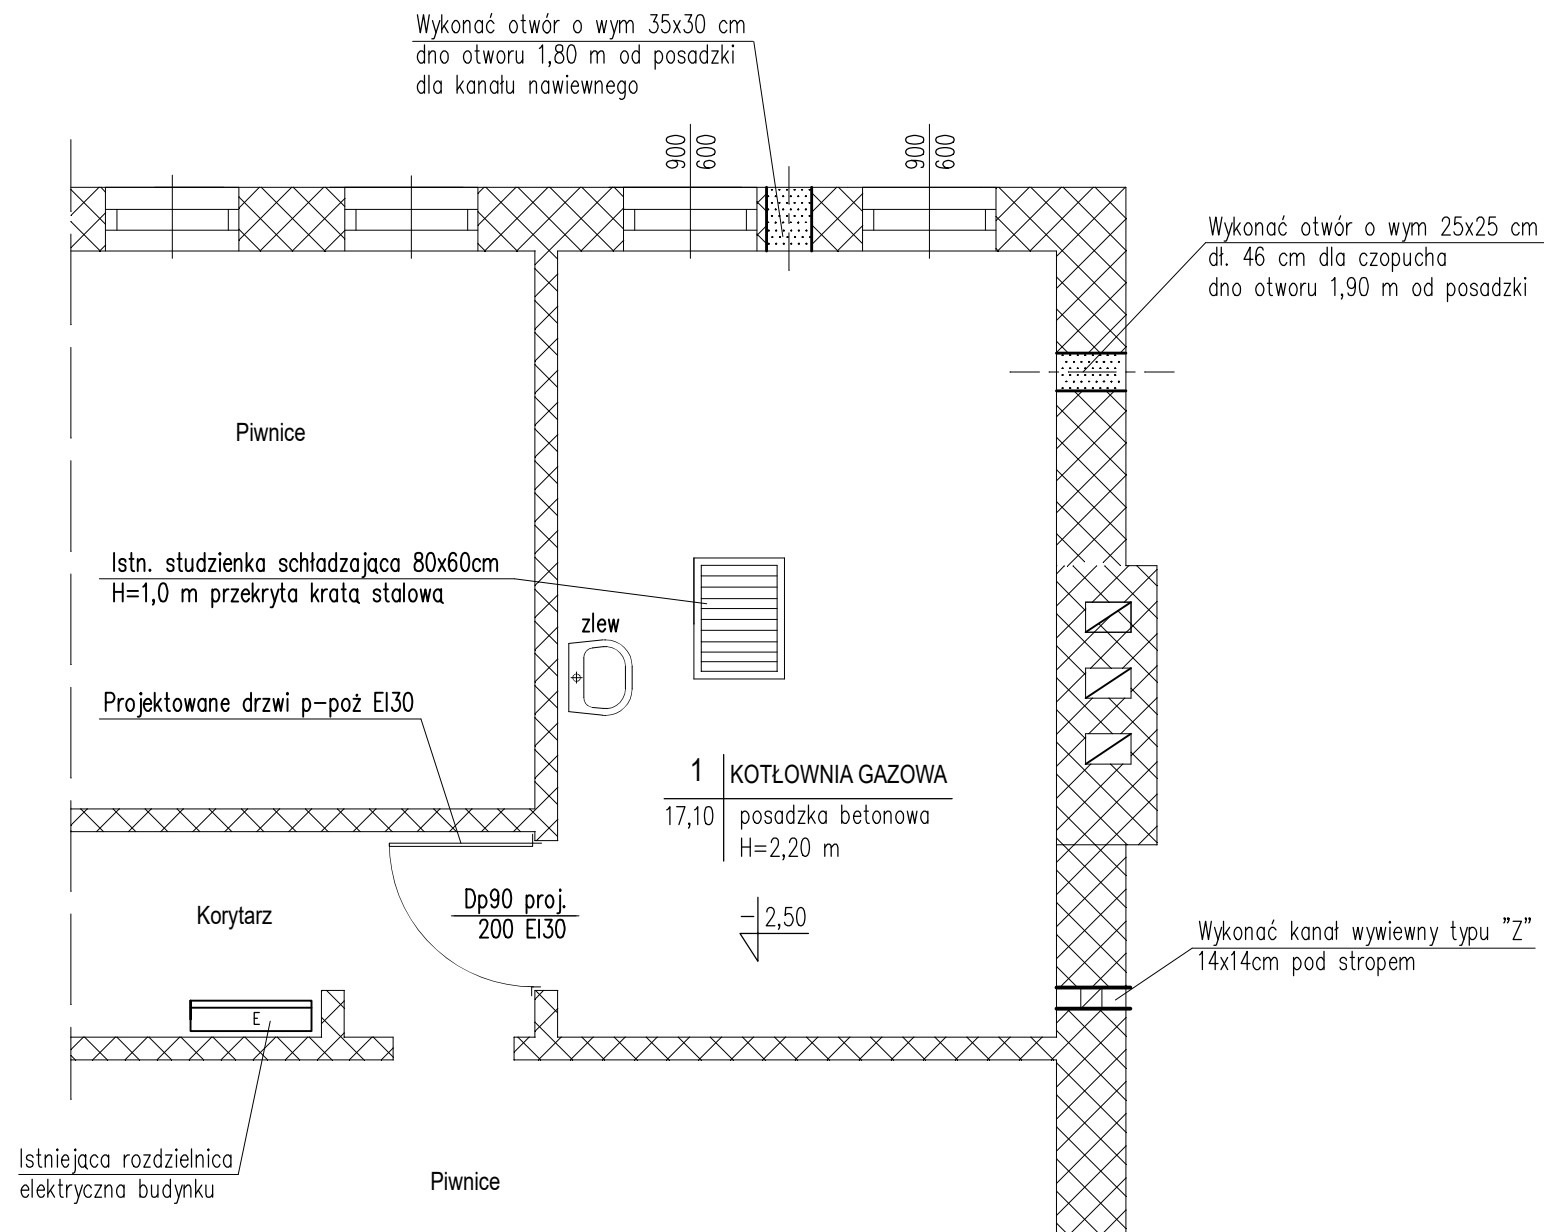 Wykonać otwór o wym 35x30 cm
dno otworu 1,80 m od posadzki
dla kanału nawiewnego
900
600
900
600
Wykonać otwór o wym 25x25 cm
dł. 46 cm dla czopucha
dno otworu 1,90 m od posadzki
Piwnice
Istn. studzienka schładzająca 80x60cm
H=1,0 m przekryta kratą stalową
zlew
Projektowane drzwi p-poż EI30
1 KOTŁOWNIA GAZOWA
17,10 posadzka betonowa
H=2,20 m
Korytarz
Dp90 proj.
200 EI30
-2,50
Wykonać kanał wywiewny typu "Z"
14x14cm pod stropem
E
Istniejąca rozdzielnica
elektryczna budynku
Piwnice